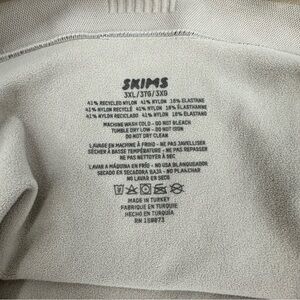 SKIMS
3XL/3TG/3XG
41% RECYCLED NYLON 41% NYLON 18% ELASTANE
41% NYLON RECYCLÉ 41% NYLON 18% ÉLASTHANNE
41% NYLON RECICLADO 41% NYLON 18% ELASTANO
MACHINE WASH COLD - DO NOT BLEACH
TUMBLE DRY LOW - DO NOT IRON
DO NOT DRY CLEAN
LAVAGE EN MACHINE À FROID - NE PAS JAVELLISER
SÉCHER À BASSE TEMPÉRATURE - NE PAS REPASSER
NE PAS NETTOYER À SEC
LAVAR A MÁQUINA EN FRÍO - NO USA BLANQUEADOR
SECADO EN SECADORA BAJA - NO PLANCHAR
NO LAVAR EN SECO
MADE IN TURKEY
FABRIQUÉ EN TURQUIE
HECHO EN TURQUÍA
RN 158073